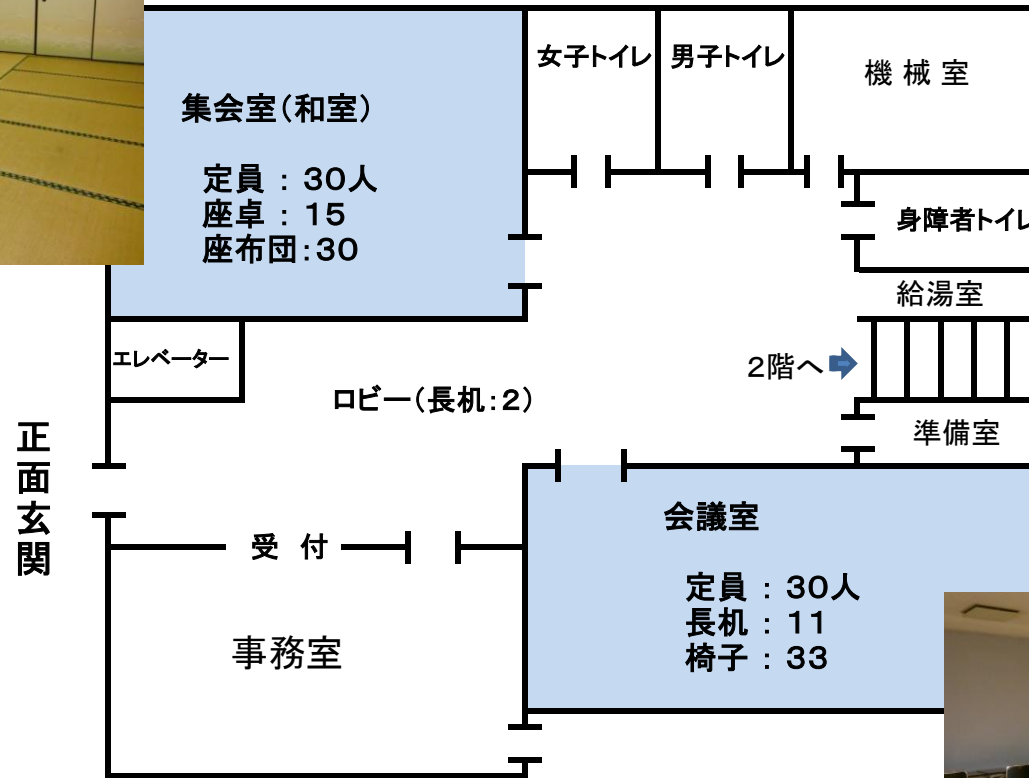 女子トイレ
男子トイレ
機 械 室
集会室(和室)
定員 : 30人
座卓 : 15
座布団:30
身障者トイレ
給湯室
エレベーター
2階へ
ロビー(長机:2)
準備室
正面玄関
会議室
受 付
定員 : 30人
長机 : 11
椅子 : 33
事務室